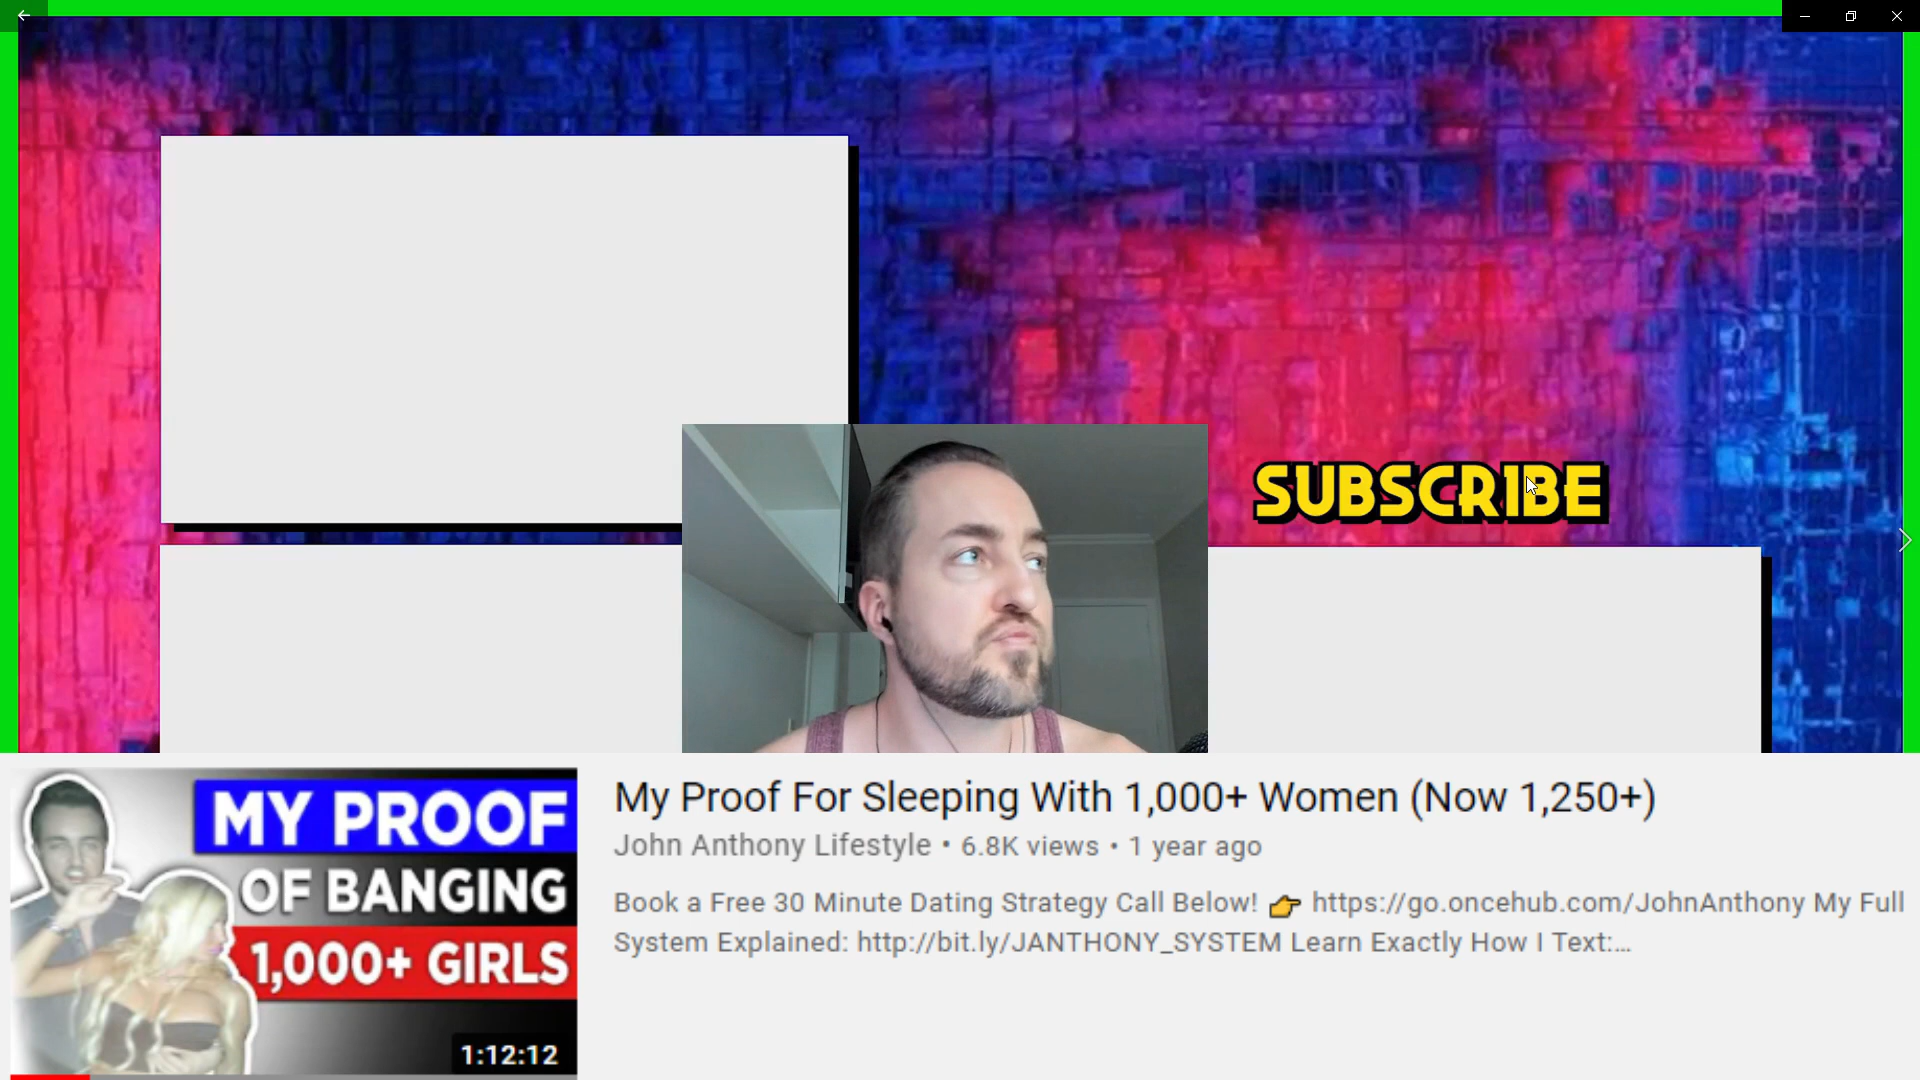 SUBSCRIBE
MY PROOF
OF BANGING
1,000+ GIRLS
1:12:12
My Proof For Sleeping With 1,000+ Women (Now 1,250+)
John Anthony Lifestyle • 6.8K views • 1 year ago
Book a Free 30 Minute Dating Strategy Call Below! 👉 https://go.oncehub.com/JohnAnthony My Full
System Explained: http://bit.ly/JANTHONY_SYSTEM Learn Exactly How I Text:...